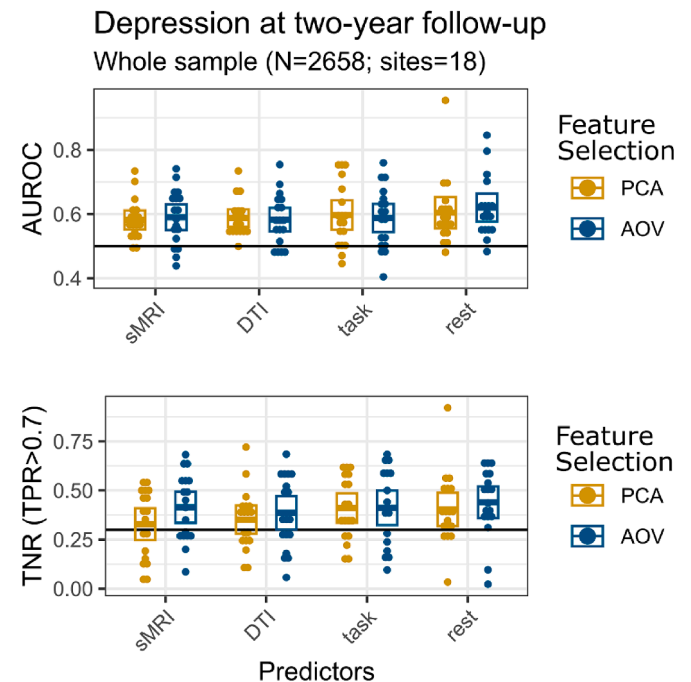 Depression at two-year follow-up
Whole sample (N=2658; sites=18)
AUROC
0.8
0.6
0.4
sMRI
DTI
task
rest
Feature
Selection
PCA
AOV
TNR (TPR>0.7)
0.75
0.50
0.25
0.00
sMRI
DTI
task
rest
Predictors
Feature
Selection
PCA
AOV